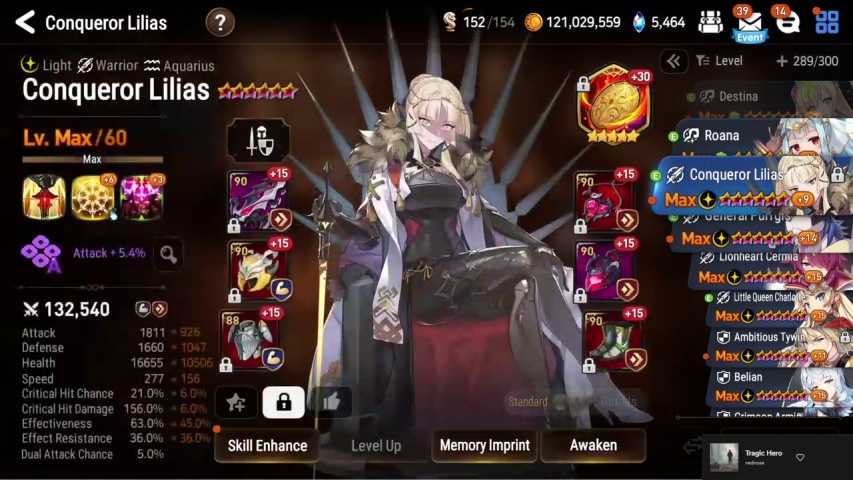 Conqueror Lilias
?
152/154
121,029,559
5,464
39
14
Event
Light Warrior Aquarius
Conqueror Lilias
Lv. Max/60
Max
+6
+3
Attack + 5.4%
132,540
Attack 1811 926
Defense 1660 1047
Health 16655 10506
Speed 277 156
Critical Hit Chance 21.0% 6.0%
Critical Hit Damage 156.0% 6.0%
Effectiveness 63.0% 45.0%
Effect Resistance 36.0% 36.0%
Dual Attack Chance 5.0%
90 +15
90 +15
88 +15
+30
90 +15
90 +15
90 +15
Standard
Skill Enhance
Level Up
Memory Imprint
Awaken
Level
289/300
Destina
Roana
Conqueror Lilias
Max +9
General Purrgis
Max +14
Lionheart Cermia
Max +15
Little Queen Charlotte
Max +15
Ambitious Tywin
Max
Belian
Max +15
Tragic Hero
redrose